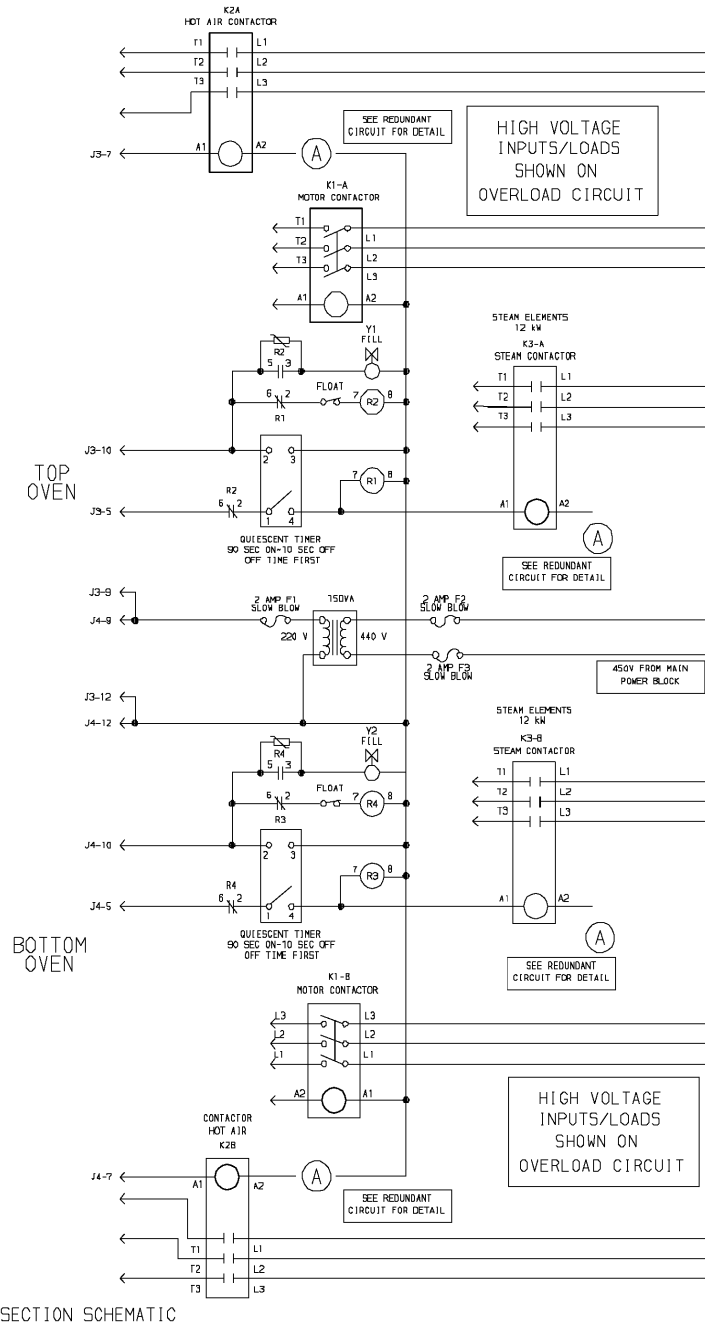 K2A
HOT AIR CONTACTOR
T1 L1
T2 L2
T3 L3
SEE REDUNDANT
CIRCUIT FOR DETAIL
HIGH VOLTAGE
INPUTS/LOADS
SHOWN ON
OVERLOAD CIRCUIT
J3-7 A1 A2 A
K1-A
MOTOR CONTACTOR
T1
T2 L1
T3 L2
L3
A1 A2
STEAM ELEMENTS
12 kW
K3-A
STEAM CONTACTOR
T1 L1
T2 L2
T3 L3
Y1
FILL
R2
5 3
FLOAT
6 2 7 R2 8
R1
J3-10
2 3
TOP
OVEN
7 R1 8
R2
J3-5 6 2
1 4
A1 A2
A
QUIESCENT TIMER
90 SEC ON-10 SEC OFF
OFF TIME FIRST
SEE REDUNDANT
CIRCUIT FOR DETAIL
J3-9
J4-9
2 AMP F1
SLOW BLOW
150VA
220 V 440 V
2 AMP F2
SLOW BLOW
2 AMP F3
SLOW BLOW
450V FROM MAIN
POWER BLOCK
J3-12
J4-12
STEAM ELEMENTS
12 kW
K3-B
STEAM CONTACTOR
T1 L1
T2 L2
T3 L3
Y2
FILL
R4
5 3
FLOAT
6 2 7 R4 8
R3
J4-10
2 3
7 R3 8
R4
J4-5 6 2
1 4
A1 A2
A
BOTTOM
OVEN
QUIESCENT TIMER
90 SEC ON-10 SEC OFF
OFF TIME FIRST
SEE REDUNDANT
CIRCUIT FOR DETAIL
K1-B
MOTOR CONTACTOR
L3 L3
L2 L2
L1 L1
A2 A1
HIGH VOLTAGE
INPUTS/LOADS
SHOWN ON
OVERLOAD CIRCUIT
CONTACTOR
HOT AIR
K2B
J4-7 A1 A2 A
SEE REDUNDANT
CIRCUIT FOR DETAIL
T1 L1
T2 L2
T3 L3
SECTION SCHEMATIC